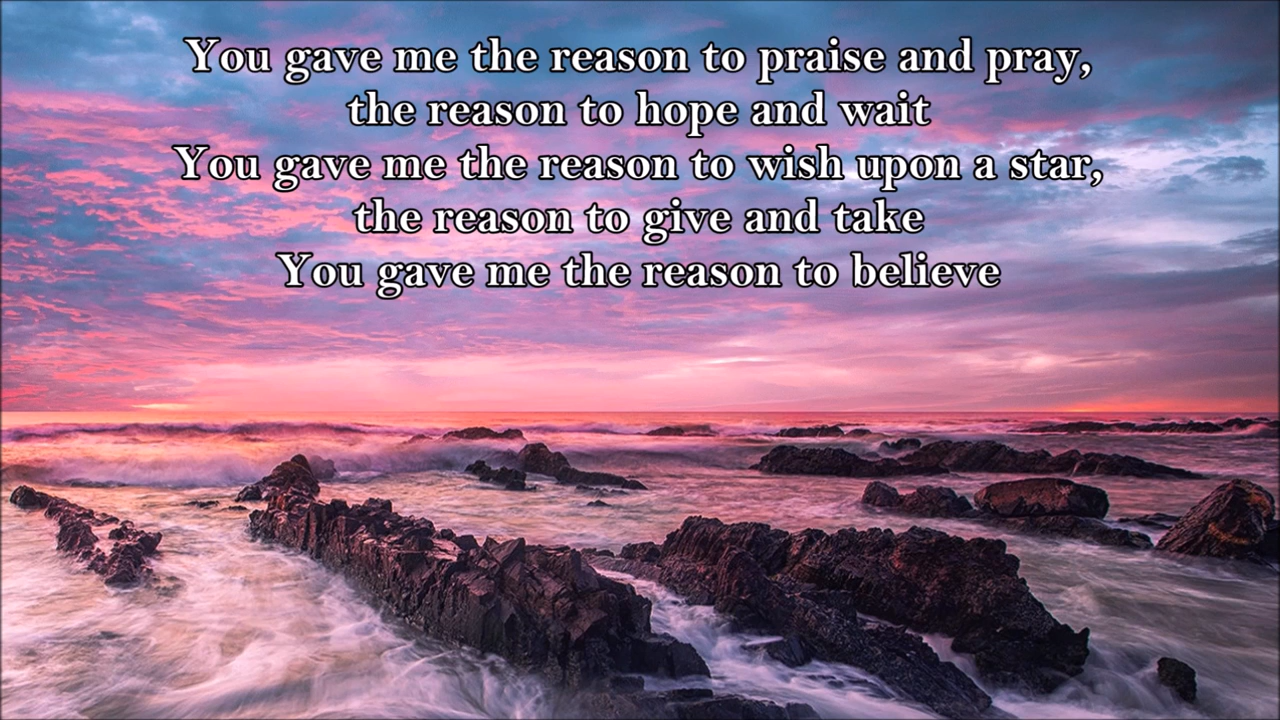 You gave me the reason to praise and pray,
the reason to hope and wait
You gave me the reason to wish upon a star,
the reason to give and take
You gave me the reason to believe